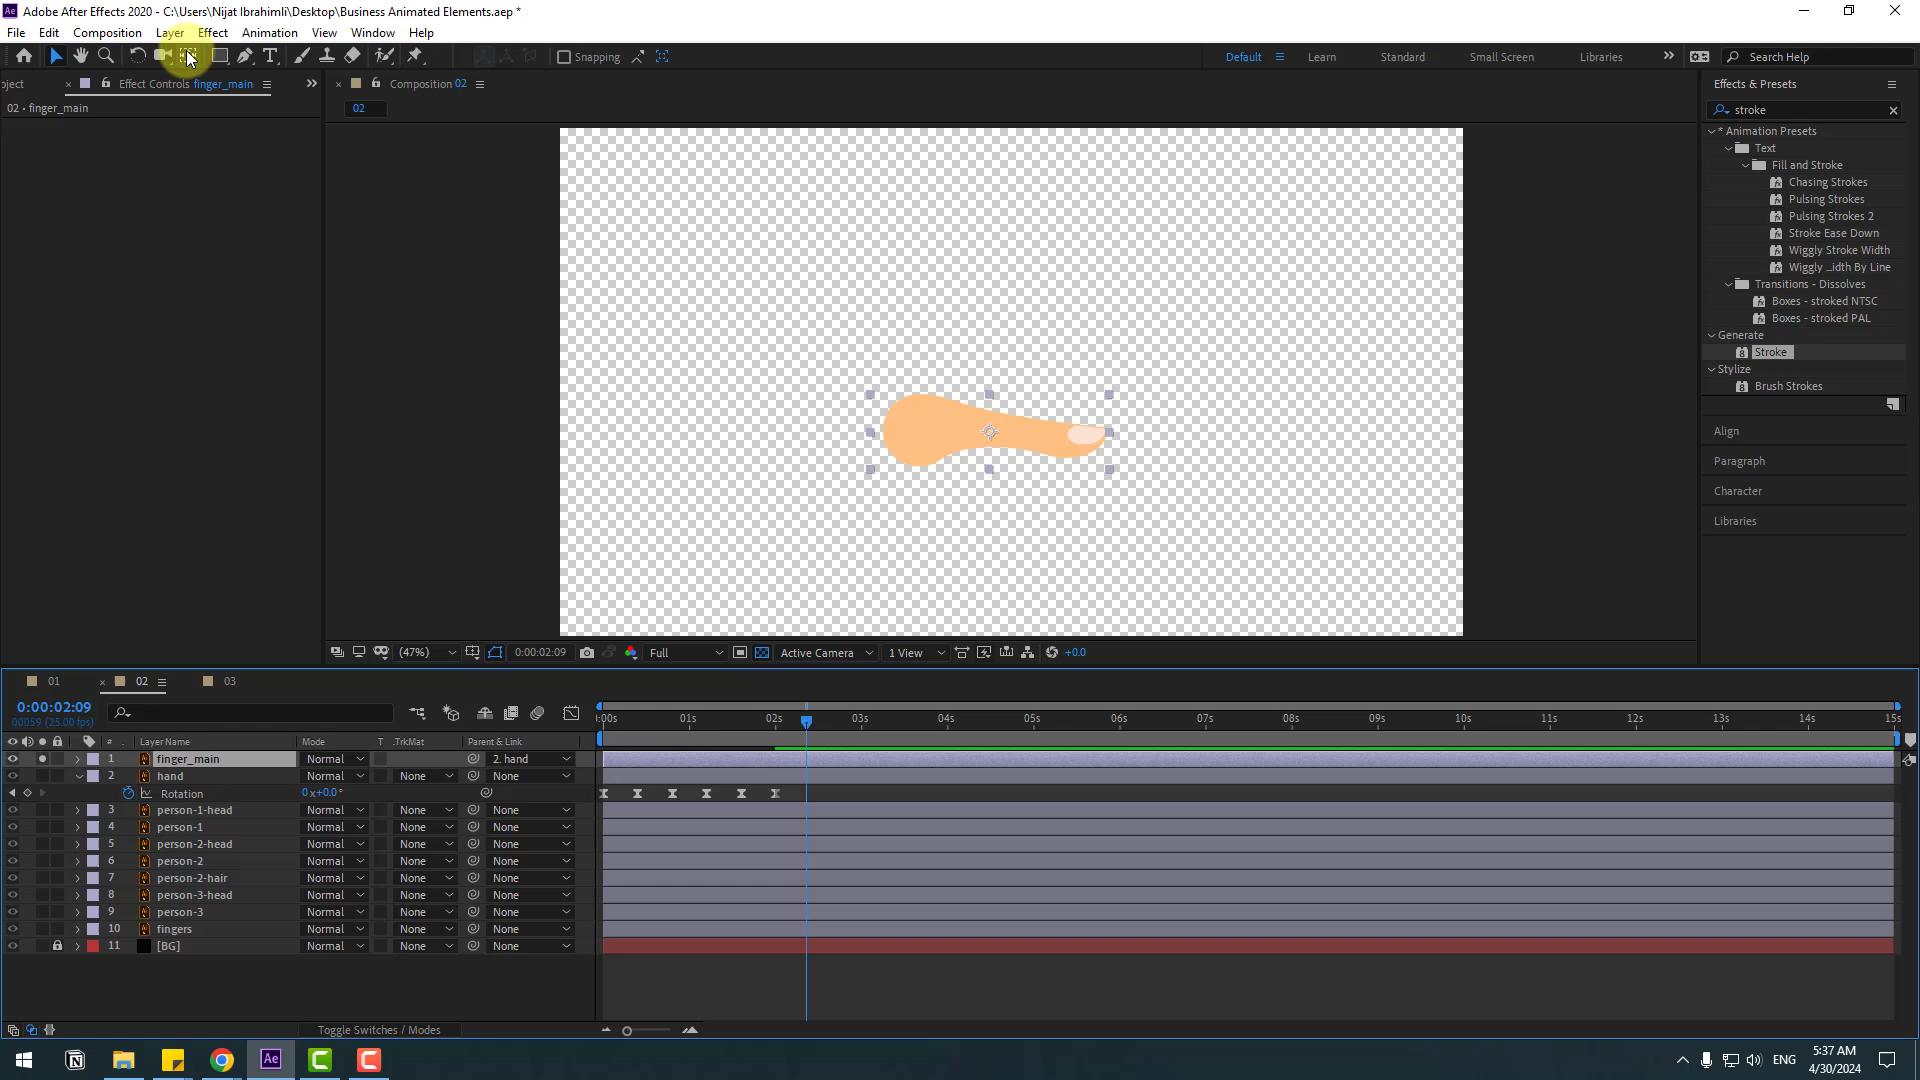 Adobe After Effects 2020 - C:\Users\Nijat Ibrahimli\Desktop\Business Animated Elements.aep *
File Edit Composition Layer Effect Animation View Window Help
Snapping Default Learn Standard Small Screen Libraries Search Help
oject Effect Controls finger_main Composition 02 Effects & Presets
02 • finger_main
02
stroke
* Animation Presets
Text
Fill and Stroke
Chasing Strokes
Pulsing Strokes
Pulsing Strokes 2
Stroke Ease Down
Wiggly Stroke Width
Wiggly ...idth By Line
Transitions - Dissolves
Boxes - stroked NTSC
Boxes - stroked PAL
Generate
Stroke
Stylize
Brush Strokes
Align
Paragraph
Character
Libraries
(47%) 0:00:02:09 Full Active Camera 1 View +0.0
01 02 03
0:00:02:09
00059 (25.00 fps)
:00s 01s 02s 03s 04s 05s 06s 07s 08s 09s 10s 11s 12s 13s 14s 15s
# Layer Name Mode T .TrkMat Parent & Link
1 finger_main Normal 2. hand
2 hand Normal None None
Rotation 0x+0.0°
3 person-1-head Normal None None
4 person-1 Normal None None
5 person-2-head Normal None None
6 person-2 Normal None None
7 person-2-hair Normal None None
8 person-3-head Normal None None
9 person-3 Normal None None
10 fingers Normal None None
11 [BG] Normal None None
Toggle Switches / Modes
Ae
ENG
5:37 AM
4/30/2024